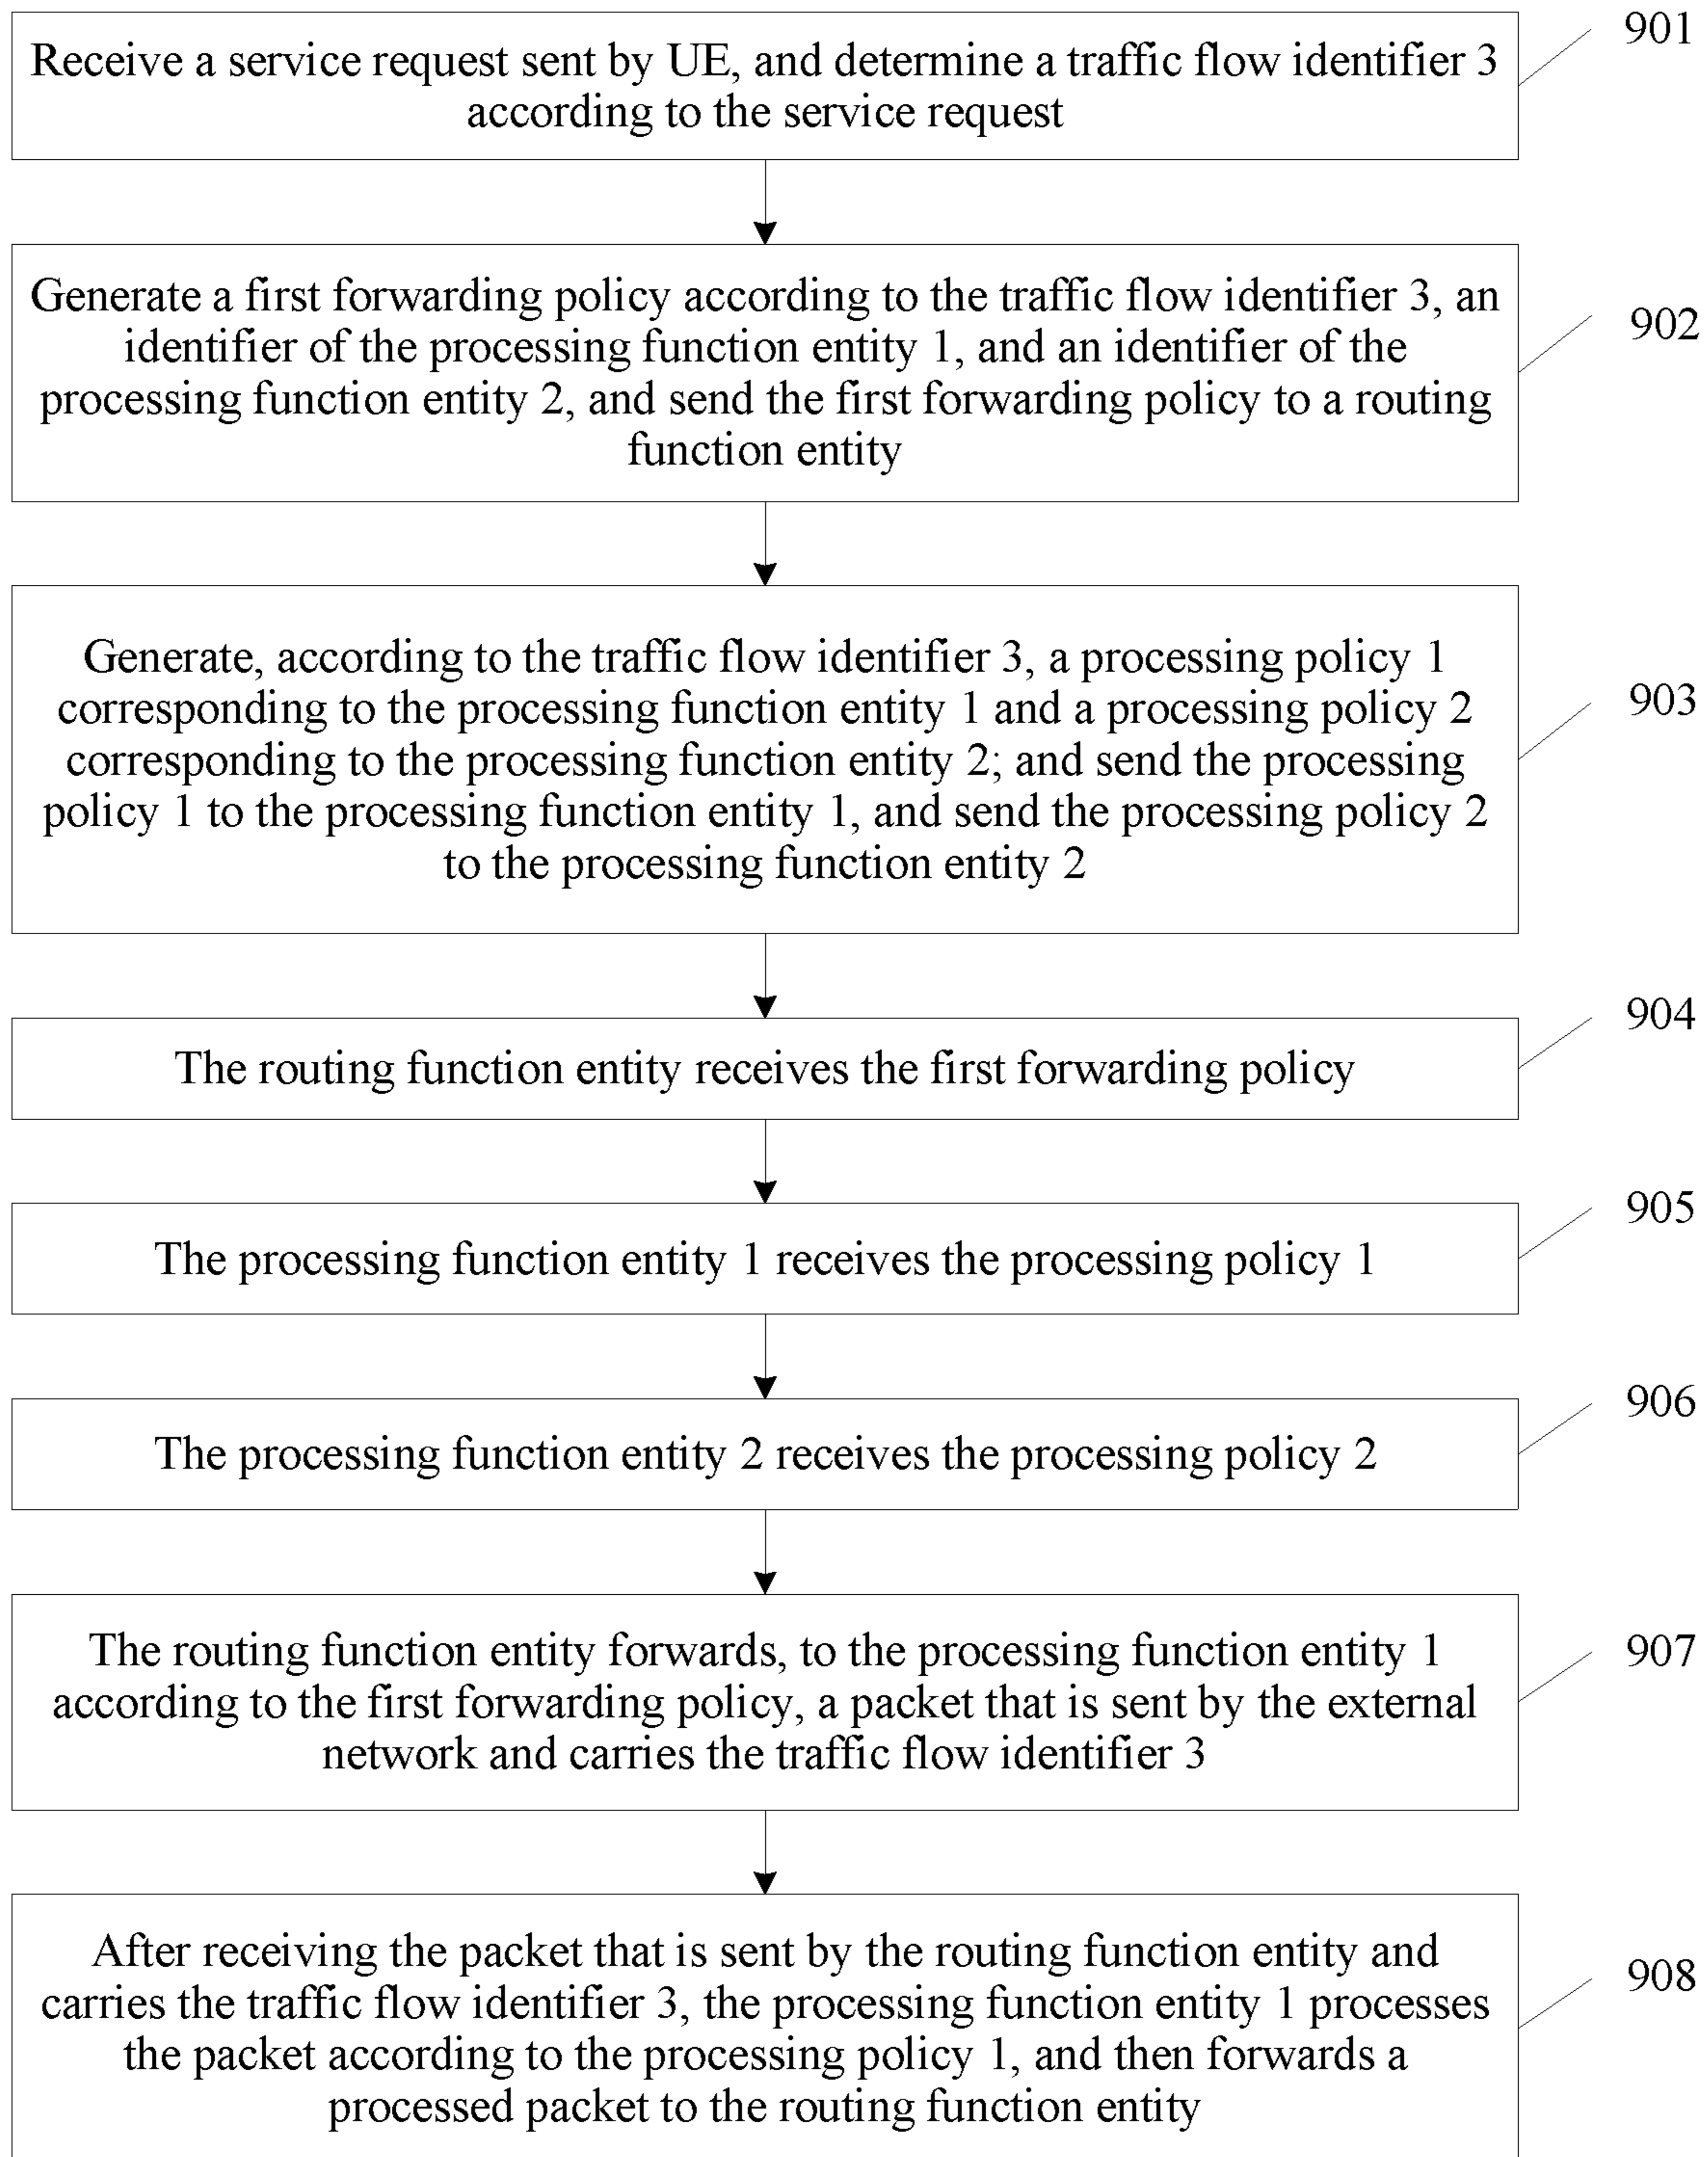 901
Receive a service request sent by UE, and determine a traffic flow identifier 3
according to the service request
902
Generate a first forwarding policy according to the traffic flow identifier 3, an
identifier of the processing function entity 1, and an identifier of the
processing function entity 2, and send the first forwarding policy to a routing
function entity
903
Generate, according to the traffic flow identifier 3, a processing policy 1
corresponding to the processing function entity 1 and a processing policy 2
corresponding to the processing function entity 2; and send the processing
policy 1 to the processing function entity 1, and send the processing policy 2
to the processing function entity 2
904
The routing function entity receives the first forwarding policy
905
The processing function entity 1 receives the processing policy 1
906
The processing function entity 2 receives the processing policy 2
907
The routing function entity forwards, to the processing function entity 1
according to the first forwarding policy, a packet that is sent by the external
network and carries the traffic flow identifier 3
908
After receiving the packet that is sent by the routing function entity and
carries the traffic flow identifier 3, the processing function entity 1 processes
the packet according to the processing policy 1, and then forwards a
processed packet to the routing function entity